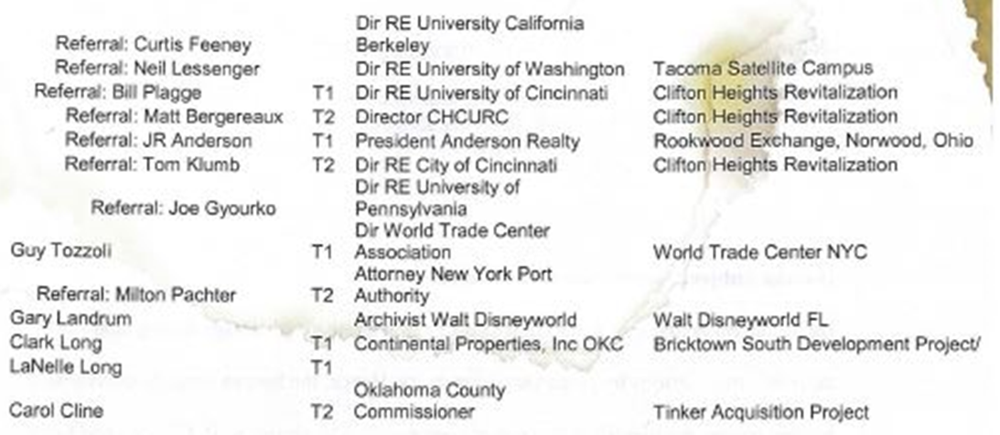 Dir RE University California
Referral: Curtis Feeney Berkeley
Referral: Neil Lessenger Dir RE University of Washington Tacoma Satellite Campus
Referral: Bill Plagge T1 Dir RE University of Cincinnati Clifton Heights Revitalization
Referral: Matt Bergereaux T2 Director CHCURC Clifton Heights Revitalization
Referral: JR Anderson T1 President Anderson Realty Rookwood Exchange, Norwood, Ohio
Referral: Tom Klumb T2 Dir RE City of Cincinnati Clifton Heights Revitalization
Dir RE University of
Referral: Joe Gyourko Pennsylvania
Dir World Trade Center
Guy Tozzoli T1 Association World Trade Center NYC
Attorney New York Port
Referral: Milton Pachter T2 Authority
Gary Landrum Archivist Walt Disneyworld Walt Disneyworld FL
Clark Long T1 Continental Properties, Inc OKC Bricktown South Development Project/
LaNelle Long T1
Oklahoma County
Carol Cline T2 Commissioner Tinker Acquisition Project